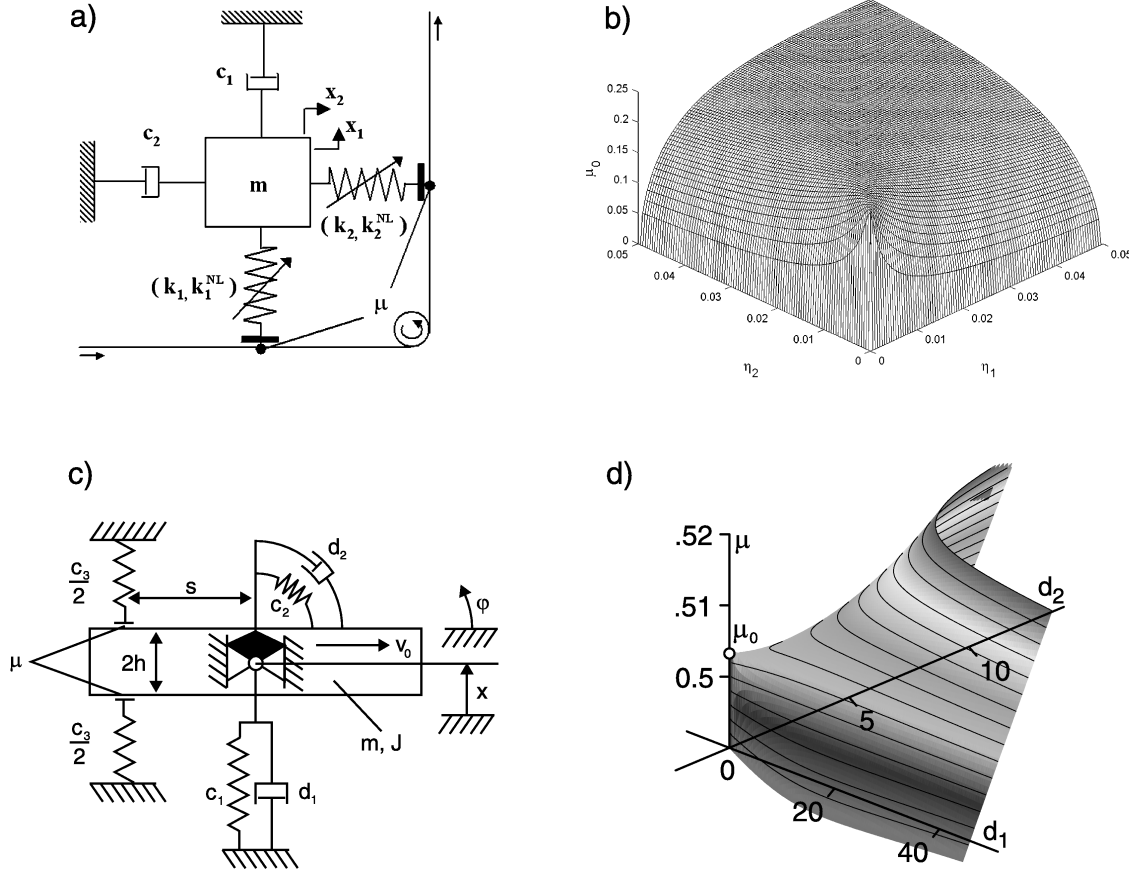 a)
c₁
x₂
x₁
c₂
m
(k₂, k₂ᴺᴸ)
(k₁, k₁ᴺᴸ)
μ
b)
0.25
0.2
0.15
0.1
0.05
0
μ₀
0.05
0.04
0.03
0.02
0.01
0
η₂
0
0.01
0.02
0.03
0.04
0.05
η₁
c)
c₃/2
s
d₂
c₂
φ
μ
2h
v₀
x
c₃/2
m, J
c₁
d₁
d)
.52
μ
.51
μ₀
0.5
d₂
10
5
0
20
40
d₁